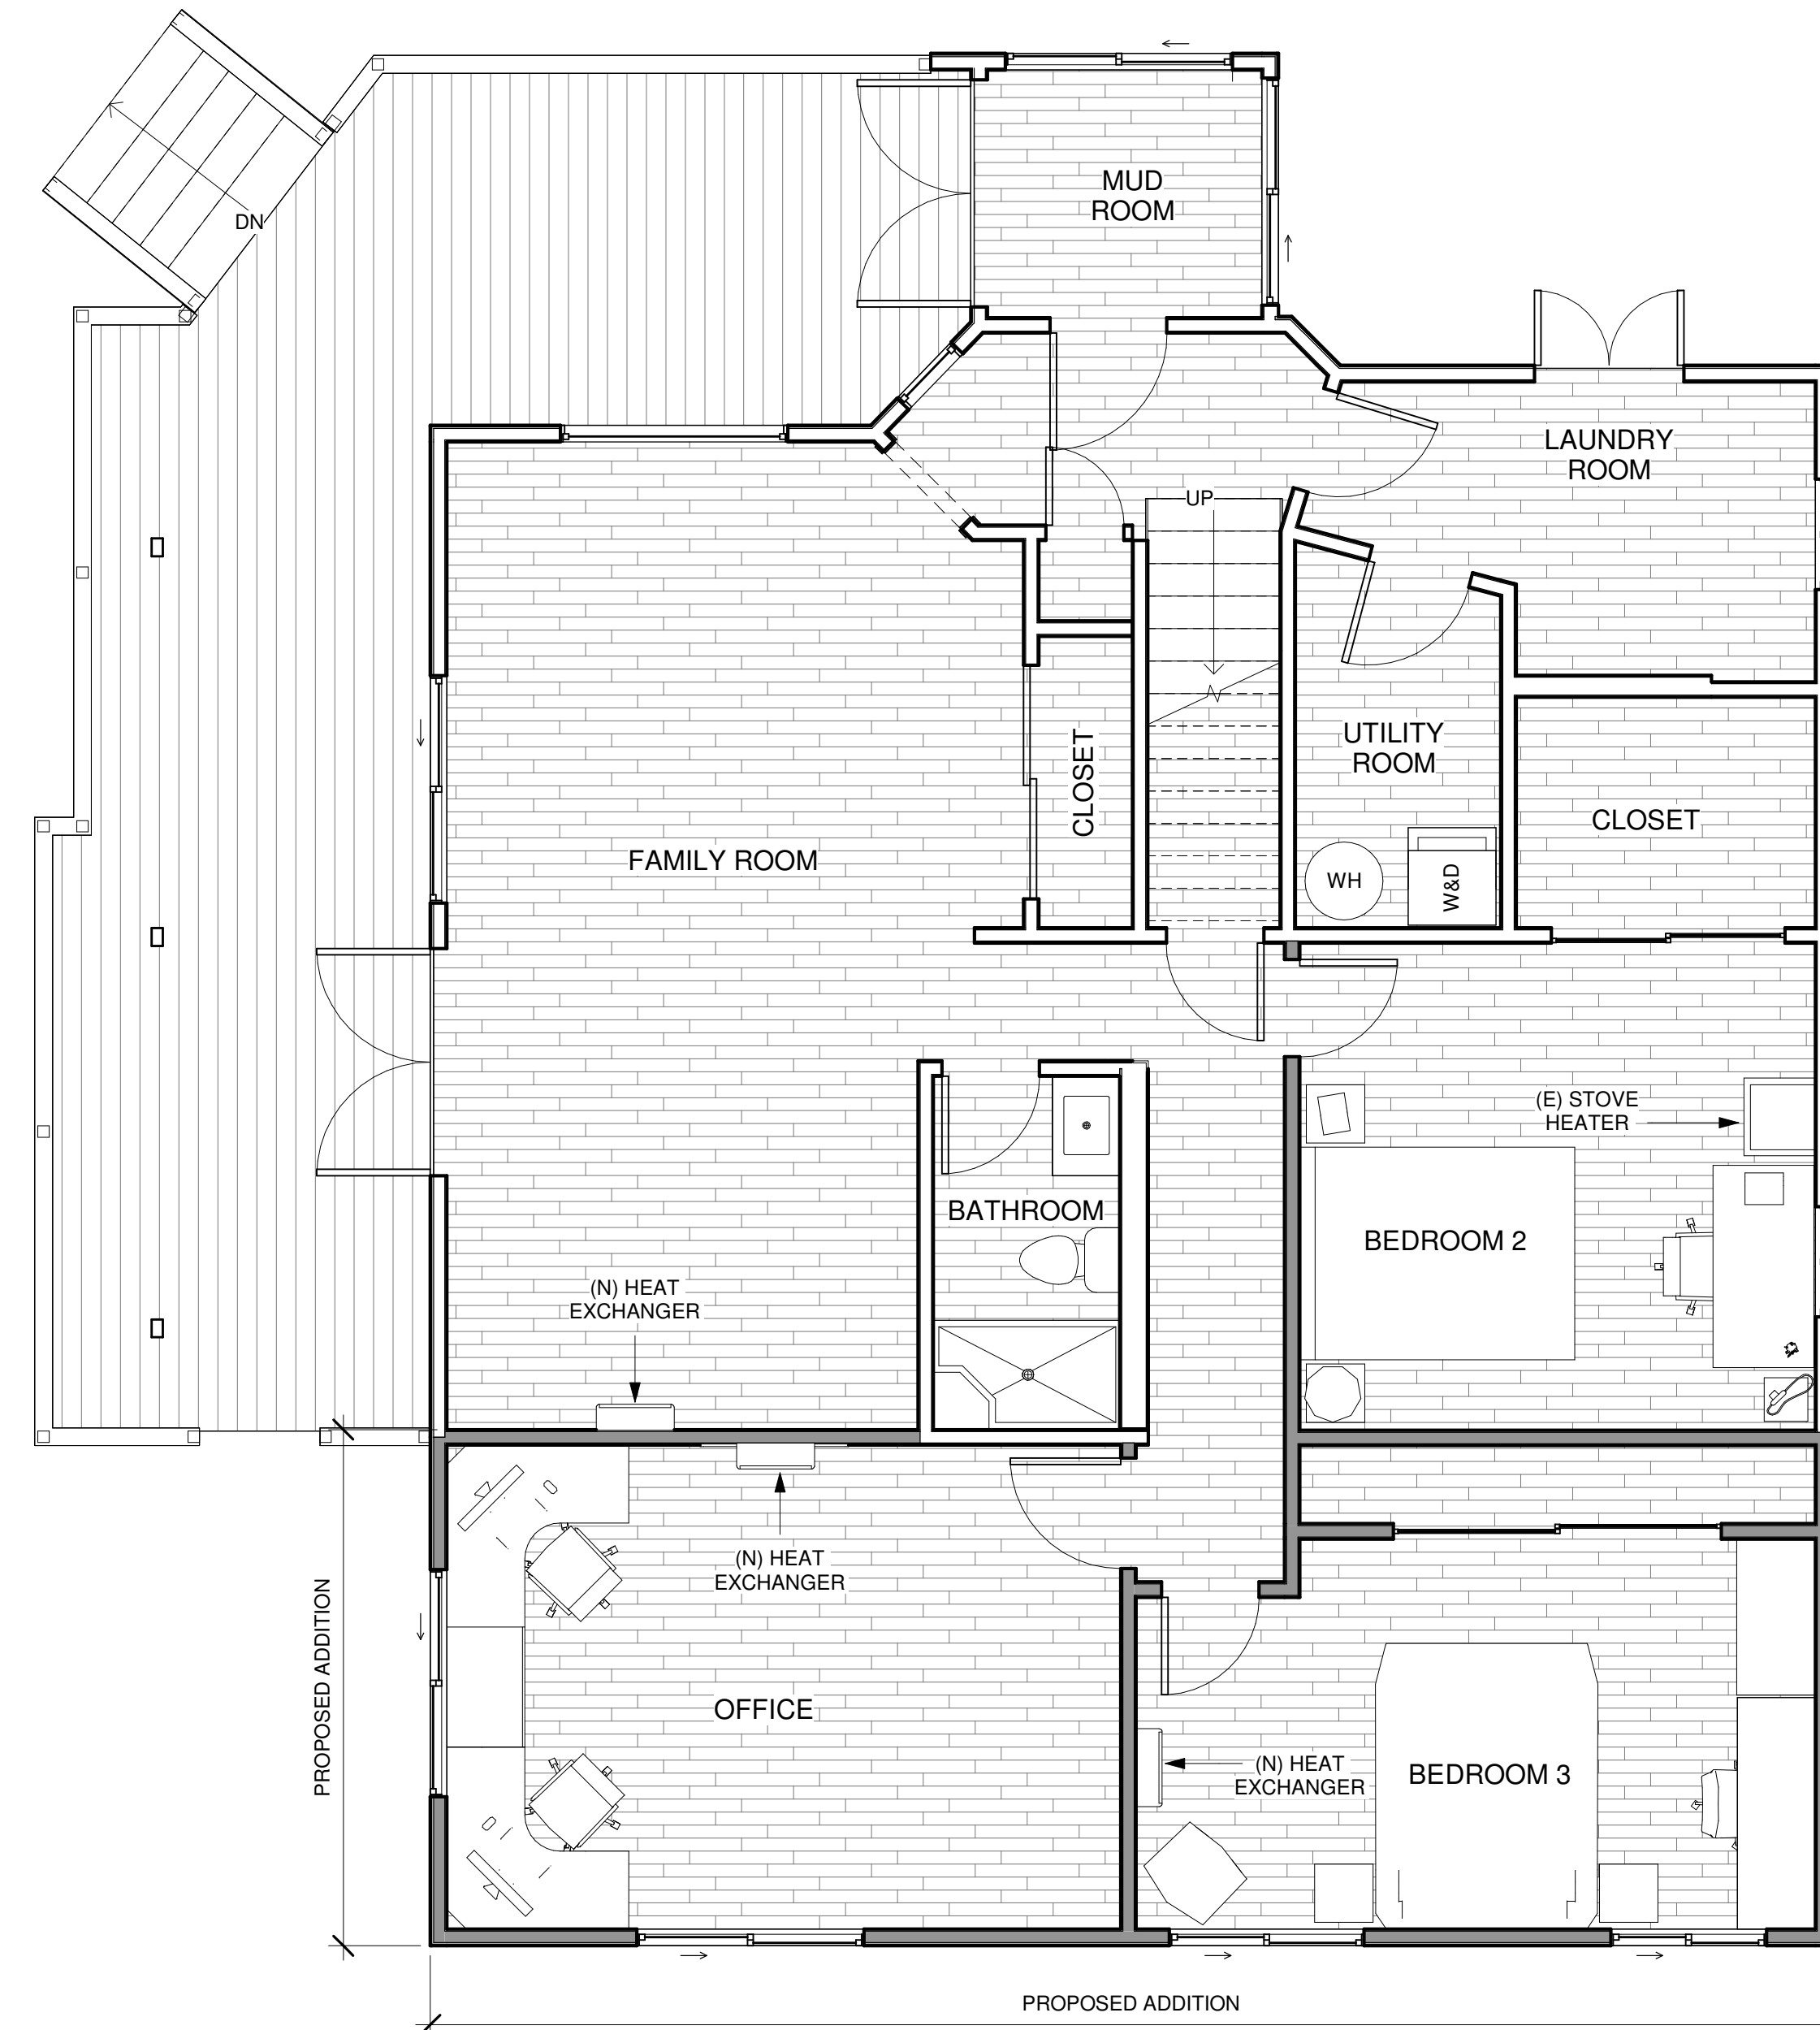 MUD
ROOM
DN
LAUNDRY
ROOM
UP
UTILITY
ROOM
CLOSET
CLOSET
FAMILY ROOM
WH
W&D
(E) STOVE
HEATER
BATHROOM
BEDROOM 2
(N) HEAT
EXCHANGER
(N) HEAT
EXCHANGER
PROPOSED ADDITION
OFFICE
(N) HEAT
EXCHANGER
BEDROOM 3
PROPOSED ADDITION